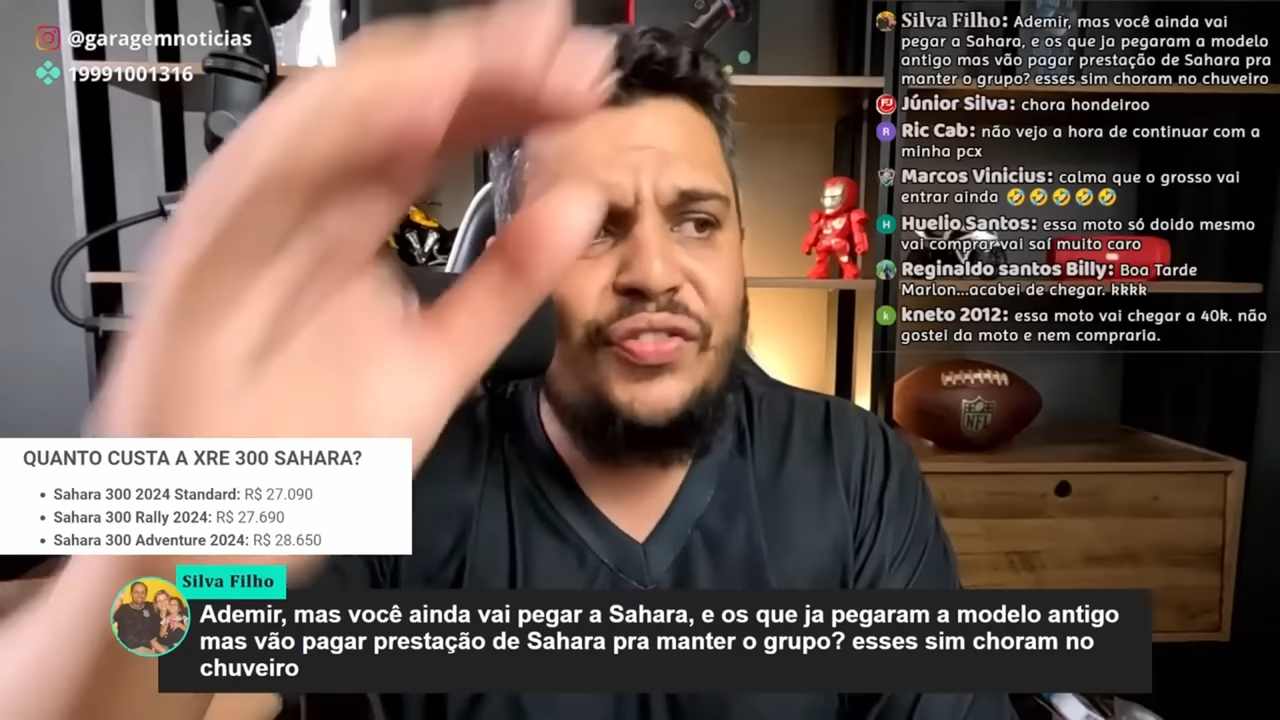 @garagemnoticias
19991001316
Silva Filho: Ademir, mas você ainda vai
pegar a Sahara, e os que ja pegaram a modelo
antigo mas vão pagar prestação de Sahara pra
manter o grupo? esses sim choram no chuveiro
FJ
Júnior Silva: chora hondeiroo
R
Ric Cab: não vejo a hora de continuar com a
minha pcx
Marcos Vinicius: calma que o grosso vai
entrar ainda 🤣🤣🤣🤣🤣
H
Huelio Santos: essa moto só doido mesmo
vai comprar vai saí muito caro
Reginaldo santos Billy: Boa Tarde
Marlon...acabei de chegar. kkkk
k
kneto 2012: essa moto vai chegar a 40k. não
gostei da moto e nem compraria.
NFL
QUANTO CUSTA A XRE 300 SAHARA?
• Sahara 300 2024 Standard: R$ 27.090
• Sahara 300 Rally 2024: R$ 27.690
• Sahara 300 Adventure 2024: R$ 28.650
Silva Filho
Ademir, mas você ainda vai pegar a Sahara, e os que ja pegaram a modelo antigo
mas vão pagar prestação de Sahara pra manter o grupo? esses sim choram no
chuveiro